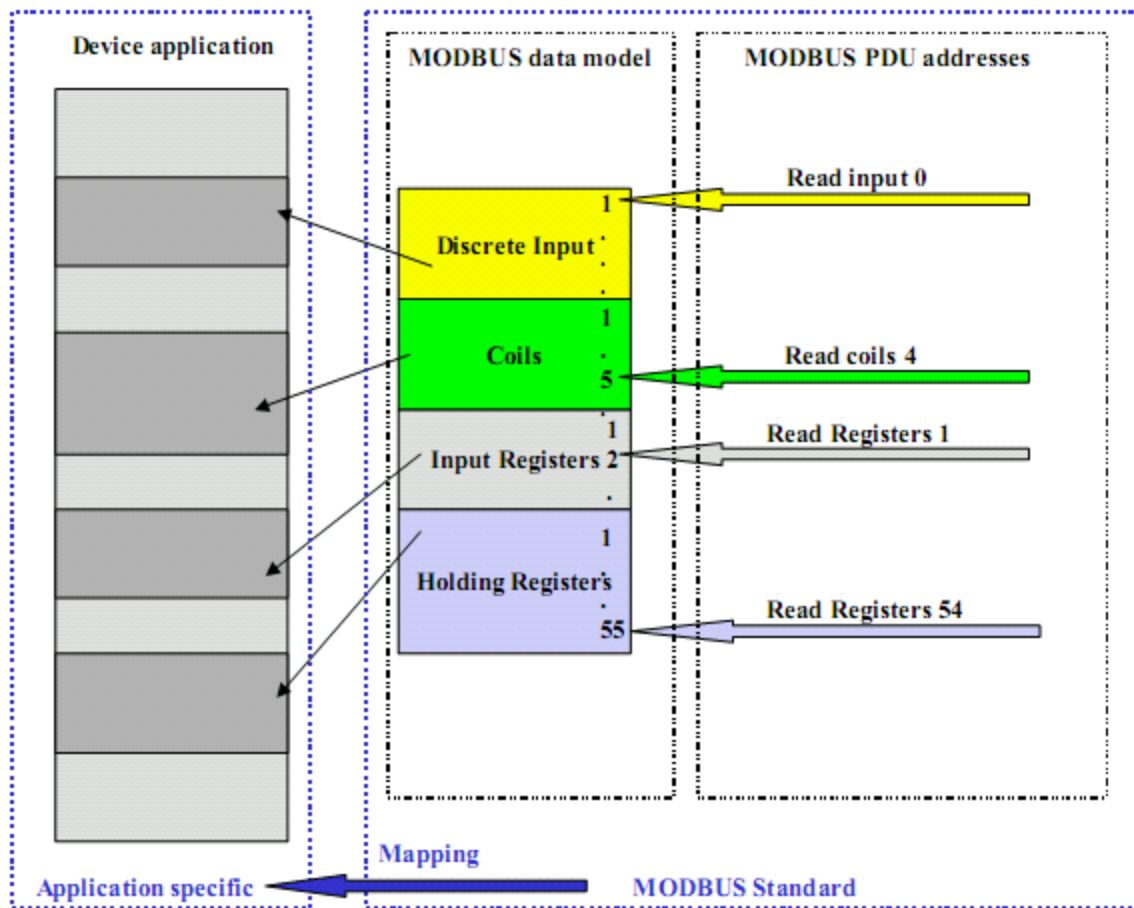 Device application
MODBUS data model
MODBUS PDU addresses
Read input 0
1
.
Discrete Input
.
.
1
Read coils 4
Coils
.
5
.
1
Read Registers 1
Input Registers 2
.
1
.
Holding Registers
.
Read Registers 54
55
Mapping
Application specific
MODBUS Standard